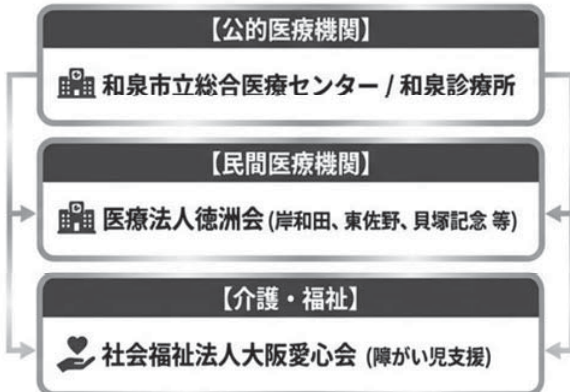 【公的医療機関】
和泉市立総合医療センター / 和泉診療所
【民間医療機関】
医療法人徳洲会 (岸和田、東佐野、貝塚記念 等)
【介護・福祉】
社会福祉法人大阪愛心会 (障がい児支援)